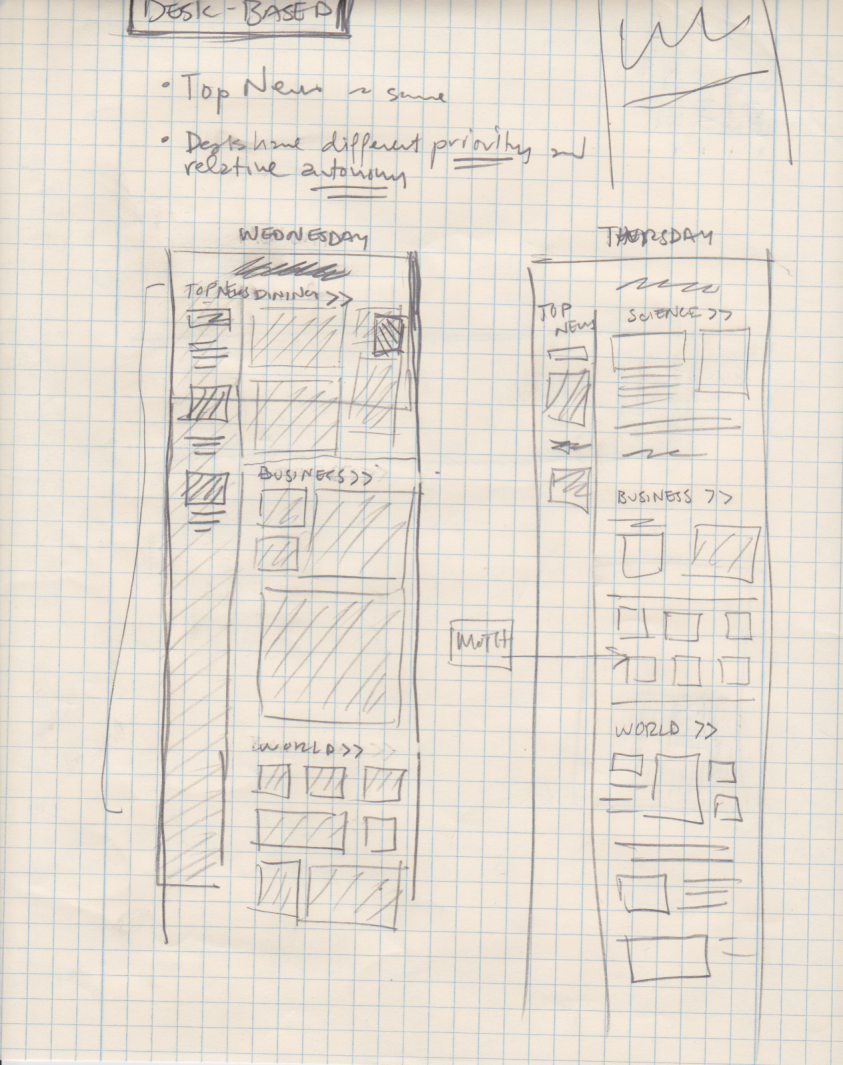 DESK-BASED
• Top News ~ same
• Desks have different priority and
relative autonomy
WEDNESDAY
TOP NEWS DINING >>
BUSINESS >>
WORLD >>
THURSDAY
TOP
NEWS
SCIENCE >>
BUSINESS >>
MOTH
WORLD >>